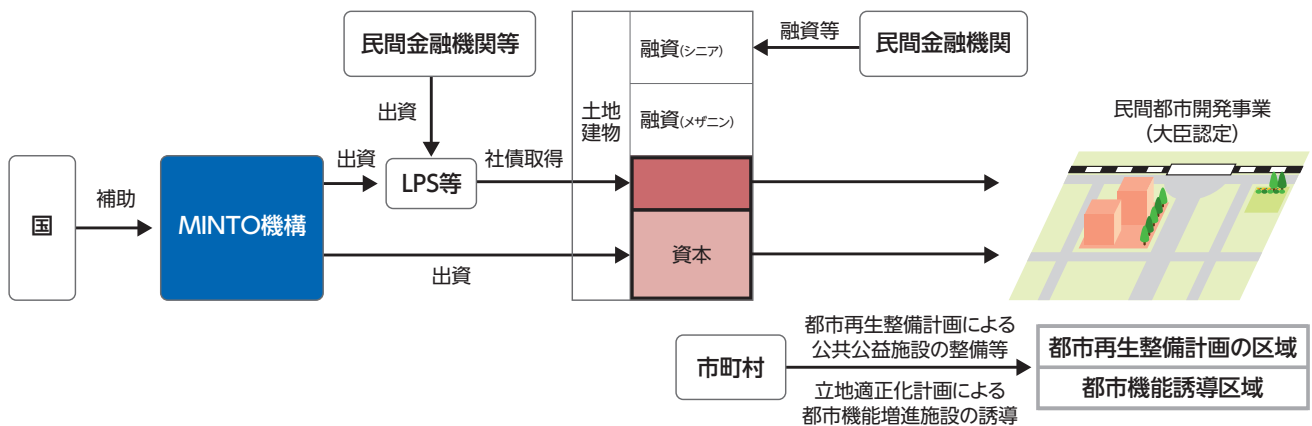 民間金融機関等
融資(シニア)
融資等
民間金融機関
出資
土地
建物
融資(メザニン)
民間都市開発事業
(大臣認定)
国
補助
MINTO機構
出資
LPS等
社債取得
出資
資本
市町村
都市再生整備計画による
公共公益施設の整備等
立地適正化計画による
都市機能増進施設の誘導
都市再生整備計画の区域
都市機能誘導区域